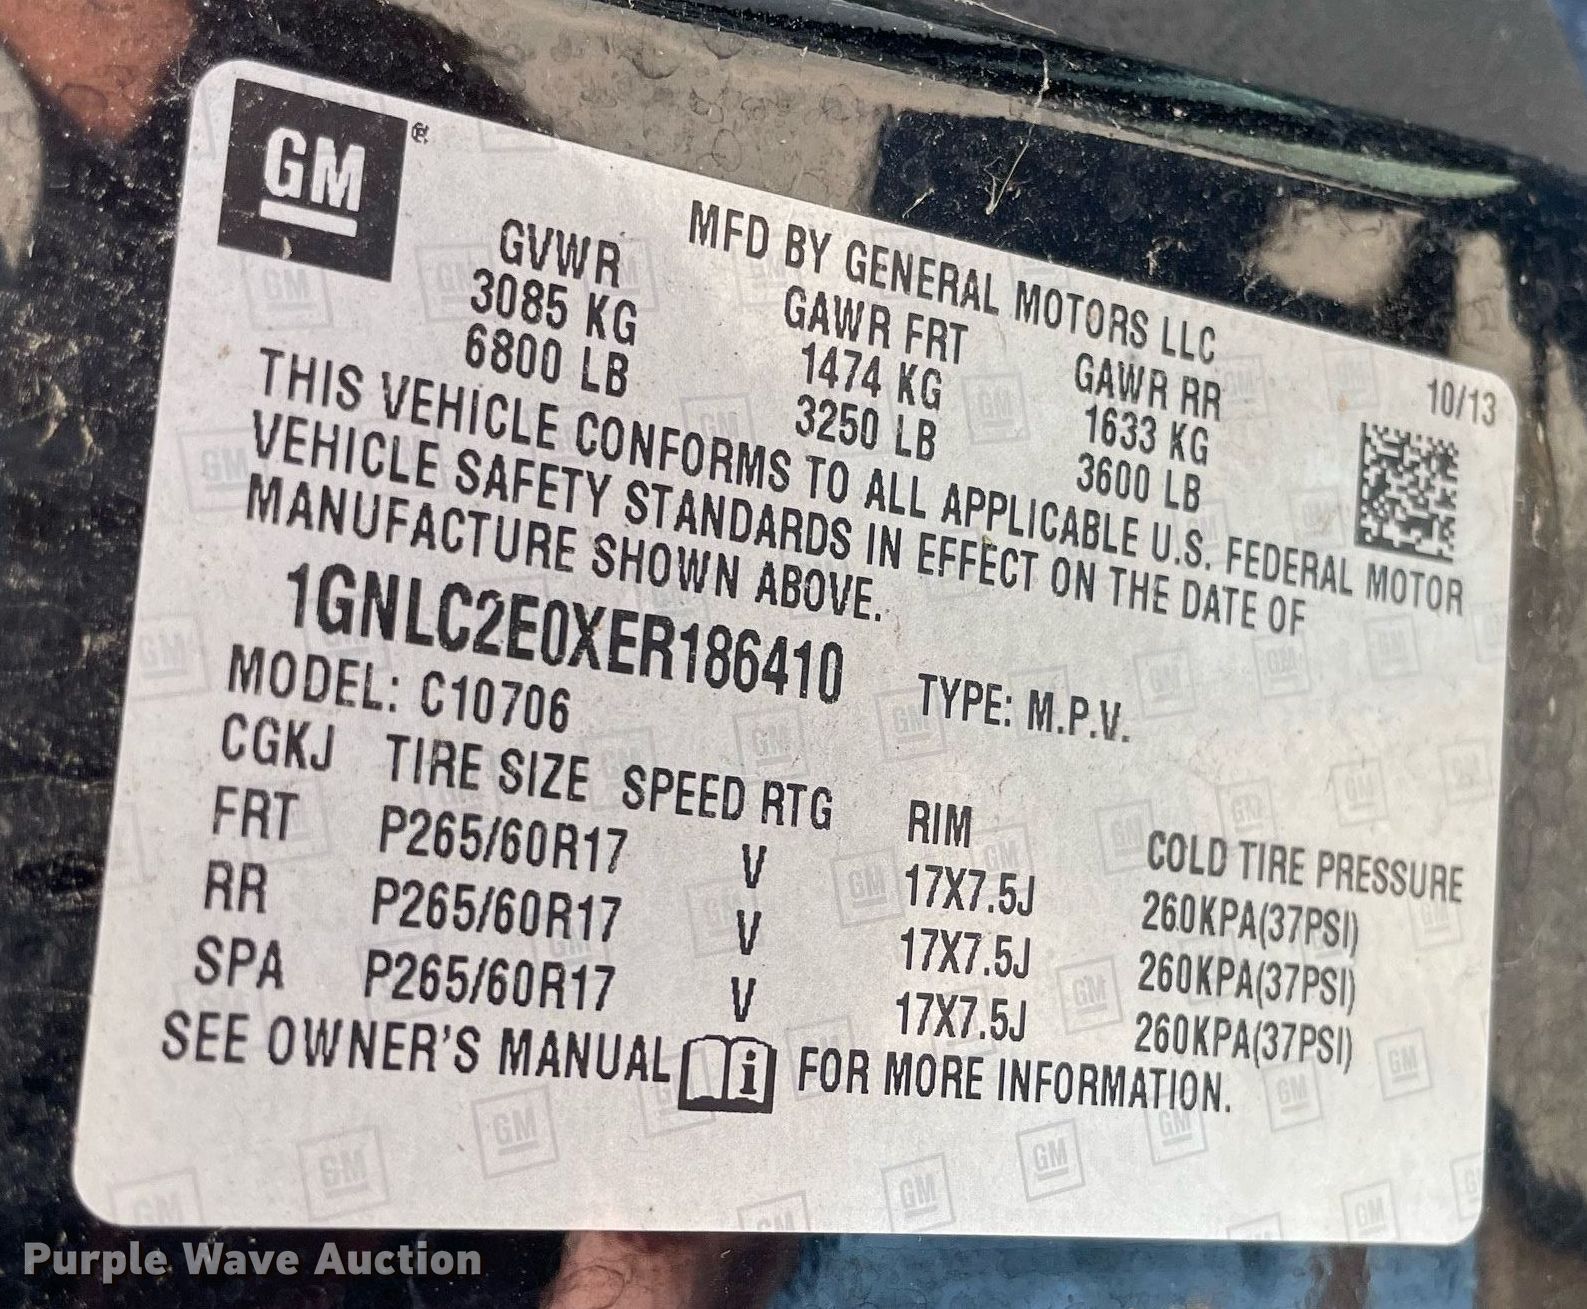 GM®
MFD BY GENERAL MOTORS LLC
GVWR GAWR FRT GAWR RR 10/13
3085 KG 1474 KG 1633 KG
6800 LB 3250 LB 3600 LB
THIS VEHICLE CONFORMS TO ALL APPLICABLE U.S. FEDERAL MOTOR
VEHICLE SAFETY STANDARDS IN EFFECT ON THE DATE OF
MANUFACTURE SHOWN ABOVE.
1GNLC2E0XER186410 TYPE: M.P.V.
MODEL: C10706
CGKJ TIRE SIZE SPEED RTG RIM COLD TIRE PRESSURE
FRT P265/60R17 V 17X7.5J 260KPA(37PSI)
RR P265/60R17 V 17X7.5J 260KPA(37PSI)
SPA P265/60R17 V 17X7.5J 260KPA(37PSI)
SEE OWNER'S MANUAL i FOR MORE INFORMATION.
Purple Wave Auction